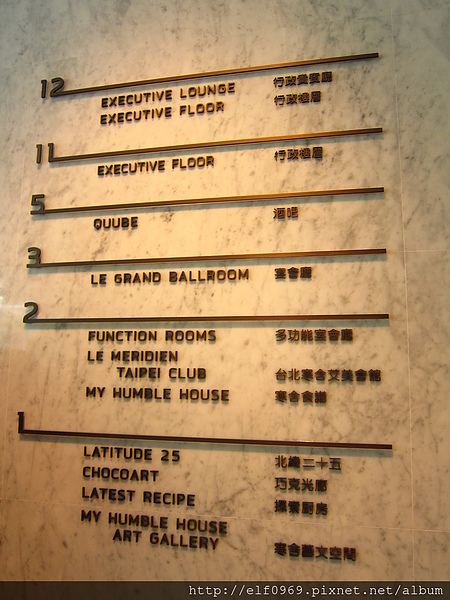 12
EXECUTIVE LOUNGE 行政貴賓廳
EXECUTIVE FLOOR 行政樓層
11
EXECUTIVE FLOOR 行政樓層
5
QUUBE 酒吧
3
LE GRAND BALLROOM 宴會廳
2
FUNCTION ROOMS 多功能宴會廳
LE MERIDIEN
TAIPEI CLUB 台北寒舍艾美會館
MY HUMBLE HOUSE 寒舍食譜
1
LATITUDE 25 北緯二十五
CHOCOART 巧克光廊
LATEST RECIPE 探索廚房
MY HUMBLE HOUSE
ART GALLERY 寒舍藝文空間
http://elf0969.pixnet.net/album